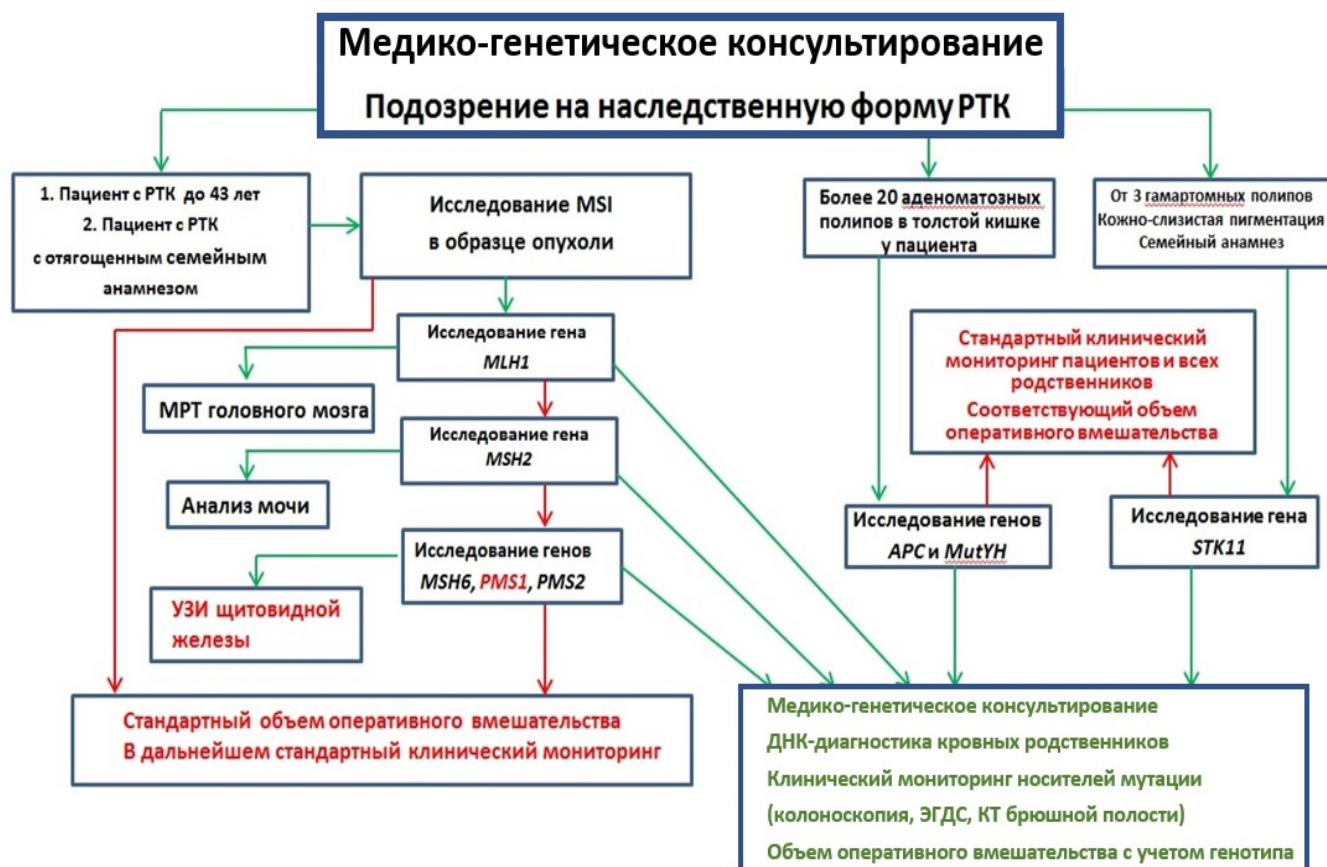 Медико-генетическое консультирование
Подозрение на наследственную форму РТК
1. Пациент с РТК до 43 лет
2. Пациент с РТК
с отягощенным семейным
анамнезом
Исследование MSI
в образце опухоли
Более 20 аденоматозных
полипов в толстой кишке
у пациента
От 3 гамартомных полипов
Кожно-слизистая пигментация
Семейный анамнез
Исследование гена
MLH1
Стандартный клинический
мониторинг пациентов и всех
родственников
Соответствующий объем
оперативного вмешательства
МРТ головного мозга
Исследование гена
MSH2
Анализ мочи
Исследование генов
MSH6, PMS1, PMS2
Исследование генов
APC и MutYH
Исследование гена
STK11
УЗИ щитовидной
железы
Стандартный объем оперативного вмешательства
В дальнейшем стандартный клинический мониторинг
Медико-генетическое консультирование
ДНК-диагностика кровных родственников
Клинический мониторинг носителей мутации
(колоноскопия, ЭГДС, КТ брюшной полости)
Объем оперативного вмешательства с учетом генотипа